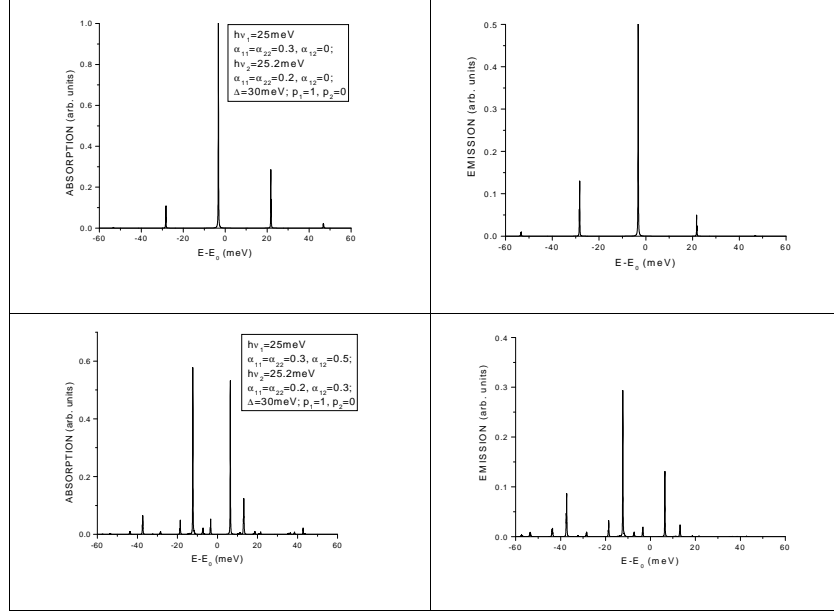 1.0
0.8
0.6
0.4
0.2
0.0
-60 -40 -20 0 20 40 60
E-E₀ (meV)
ABSORPTION (arb. units)
hν₁=25meV
α₁₁=α₂₂=0.3, α₁₂=0;
hν₂=25.2meV
α₁₁=α₂₂=0.2, α₁₂=0;
Δ=30meV; p₁=1, p₂=0
0.5
0.4
0.3
0.2
0.1
0.0
-60 -40 -20 0 20 40 60
E-E₀ (meV)
EMISSION (arb. units)
0.6
0.4
0.2
0.0
-60 -40 -20 0 20 40 60
E-E₀ (meV)
ABSORPTION (arb. units)
hν₁=25meV
α₁₁=α₂₂=0.3, α₁₂=0.5;
hν₂=25.2meV
α₁₁=α₂₂=0.2, α₁₂=0.3;
Δ=30meV; p₁=1, p₂=0
0.4
0.3
0.2
0.1
0.0
-60 -40 -20 0 20 40 60
E-E₀ (meV)
EMISSION (arb. units)